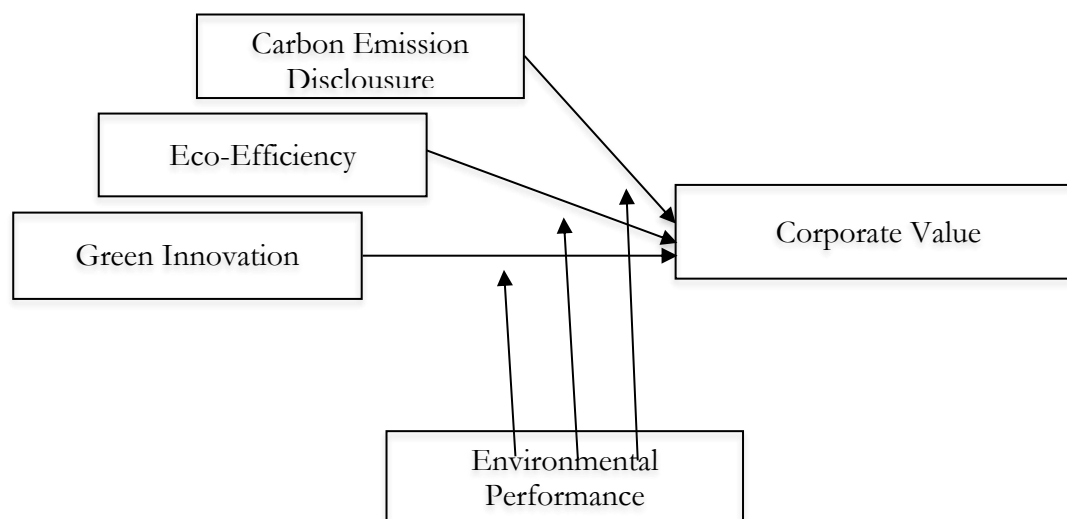 Carbon Emission
Disclousure
Eco-Efficiency
Green Innovation
Corporate Value
Environmental
Performance